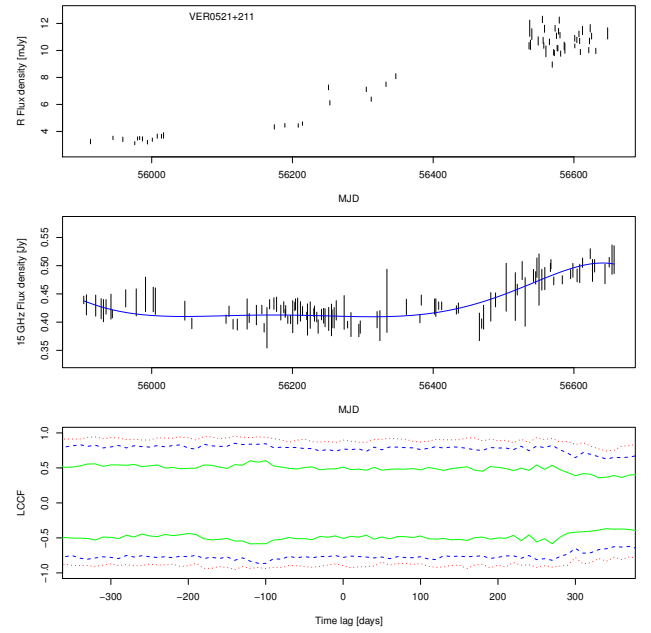 VER0521+211
R Flux density [mJy]
12
10
8
6
4
56000 56200 56400 56600
MJD
15 GHz Flux density [Jy]
0.55
0.50
0.45
0.40
0.35
56000 56200 56400 56600
MJD
LCCF
1.0
0.5
0.0
−0.5
−1.0
−300 −200 −100 0 100 200 300
Time lag [days]